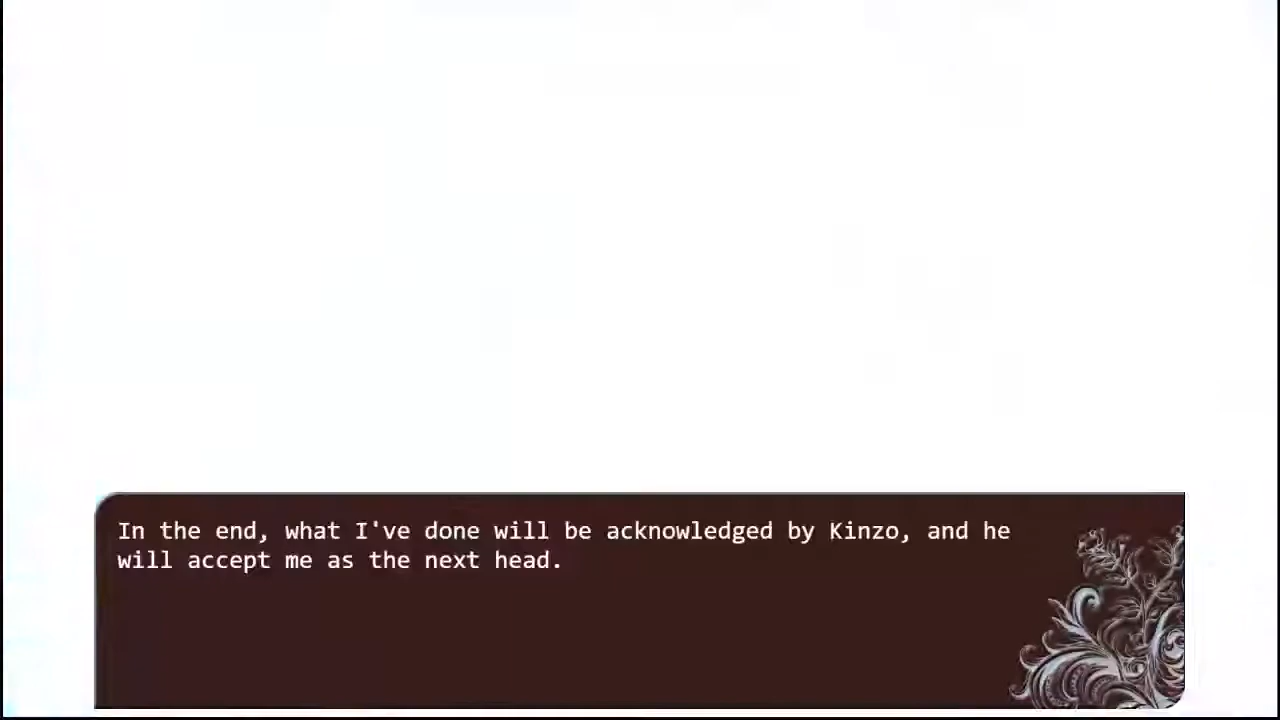 In the end, what I've done will be acknowledged by Kinzo, and he
will accept me as the next head.